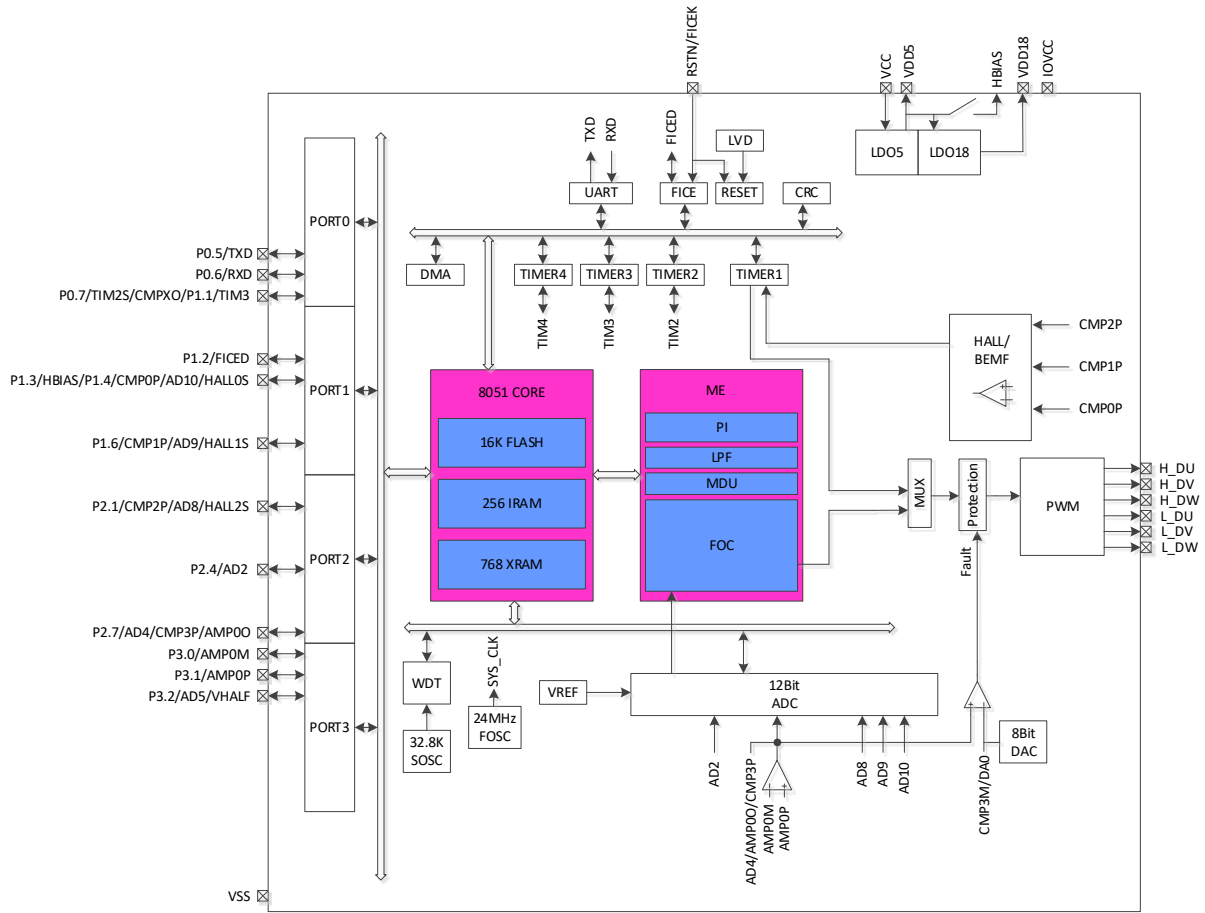 RSTN/FICEK
VCC
VDD5
HBIAS
VDD18
IOVCC
TXD
RXD
FICED
LVD
LDO5
LDO18
UART
FICE
RESET
CRC
PORT0
P0.5/TXD
P0.6/RXD
P0.7/TIM2S/CMPXO/P1.1/TIM3
DMA
TIMER4
TIMER3
TIMER2
TIMER1
TIM4
TIM3
TIM2
HALL/
BEMF
CMP2P
CMP1P
CMP0P
P1.2/FICED
P1.3/HBIAS/P1.4/CMP0P/AD10/HALL0S
PORT1
P1.6/CMP1P/AD9/HALL1S
8051 CORE
16K FLASH
256 IRAM
768 XRAM
ME
PI
LPF
MDU
FOC
MUX
Protection
Fault
PWM
H_DU
H_DV
H_DW
L_DU
L_DV
L_DW
P2.1/CMP2P/AD8/HALL2S
PORT2
P2.4/AD2
P2.7/AD4/CMP3P/AMP0O
P3.0/AMP0M
P3.1/AMP0P
P3.2/AD5/VHALF
PORT3
WDT
SYS_CLK
32.8K
SOSC
24MHz
FOSC
VREF
12Bit
ADC
8Bit
DAC
AD2
AD4/AMP0O/CMP3P
AMP0M
AMP0P
AD8
AD9
AD10
CMP3M/DA0
VSS